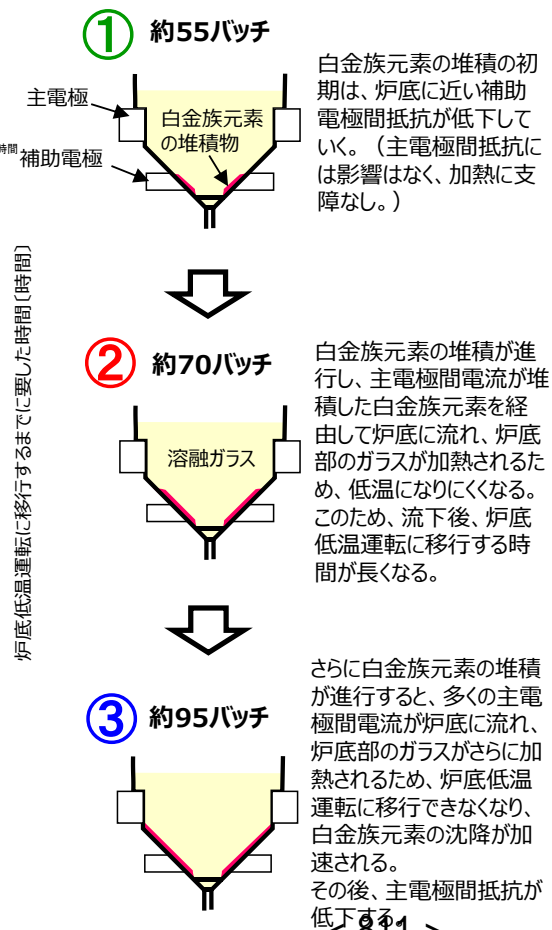 ① 約55バッチ
主電極
白金族元素
の堆積物
時間
補助電極
白金族元素の堆積の初
期は、炉底に近い補助
電極間抵抗が低下して
いく。（主電極間抵抗に
は影響はなく、加熱に支
障なし。）
炉底低温運転に移行するまでに要した時間〔時間〕
② 約70バッチ
溶融ガラス
白金族元素の堆積が進
行し、主電極間電流が堆
積した白金族元素を経
由して炉底に流れ、炉底
部のガラスが加熱されるた
め、低温になりにくくなる。
このため、流下後、炉底
低温運転に移行する時
間が長くなる。
③ 約95バッチ
さらに白金族元素の堆積
が進行すると、多くの主電
極間電流が炉底に流れ、
炉底部のガラスがさらに加
熱されるため、炉底低温
運転に移行できなくなり、
白金族元素の沈降が加
速される。
その後、主電極間抵抗が
低下する。